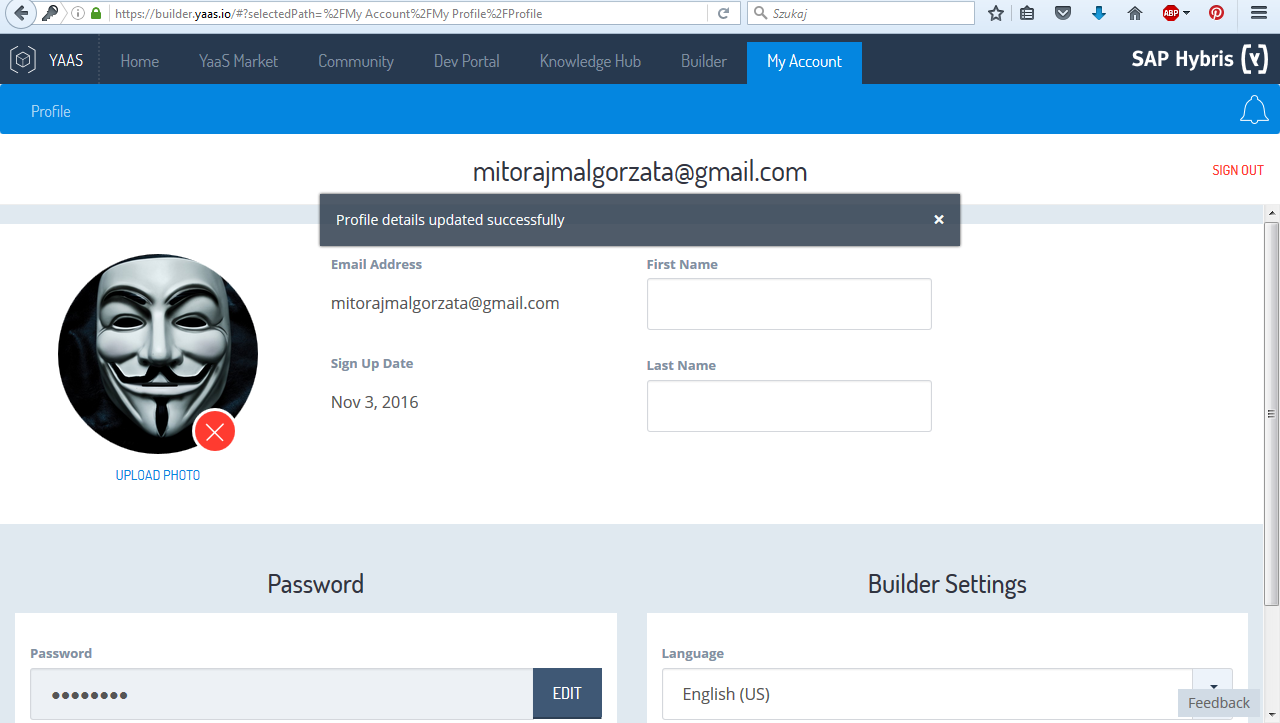 https://builder.yaas.io/#?selectedPath=%2FMy Account%2FMy Profile%2FProfile
Szukaj
ABP
YAAS
Home
YaaS Market
Community
Dev Portal
Knowledge Hub
Builder
My Account
SAP Hybris (y)
Profile
mitorajmalgorzata@gmail.com
SIGN OUT
Profile details updated successfully
Email Address
First Name
mitorajmalgorzata@gmail.com
Sign Up Date
Last Name
Nov 3, 2016
UPLOAD PHOTO
Password
Builder Settings
Password
Language
EDIT
English (US)
Feedback